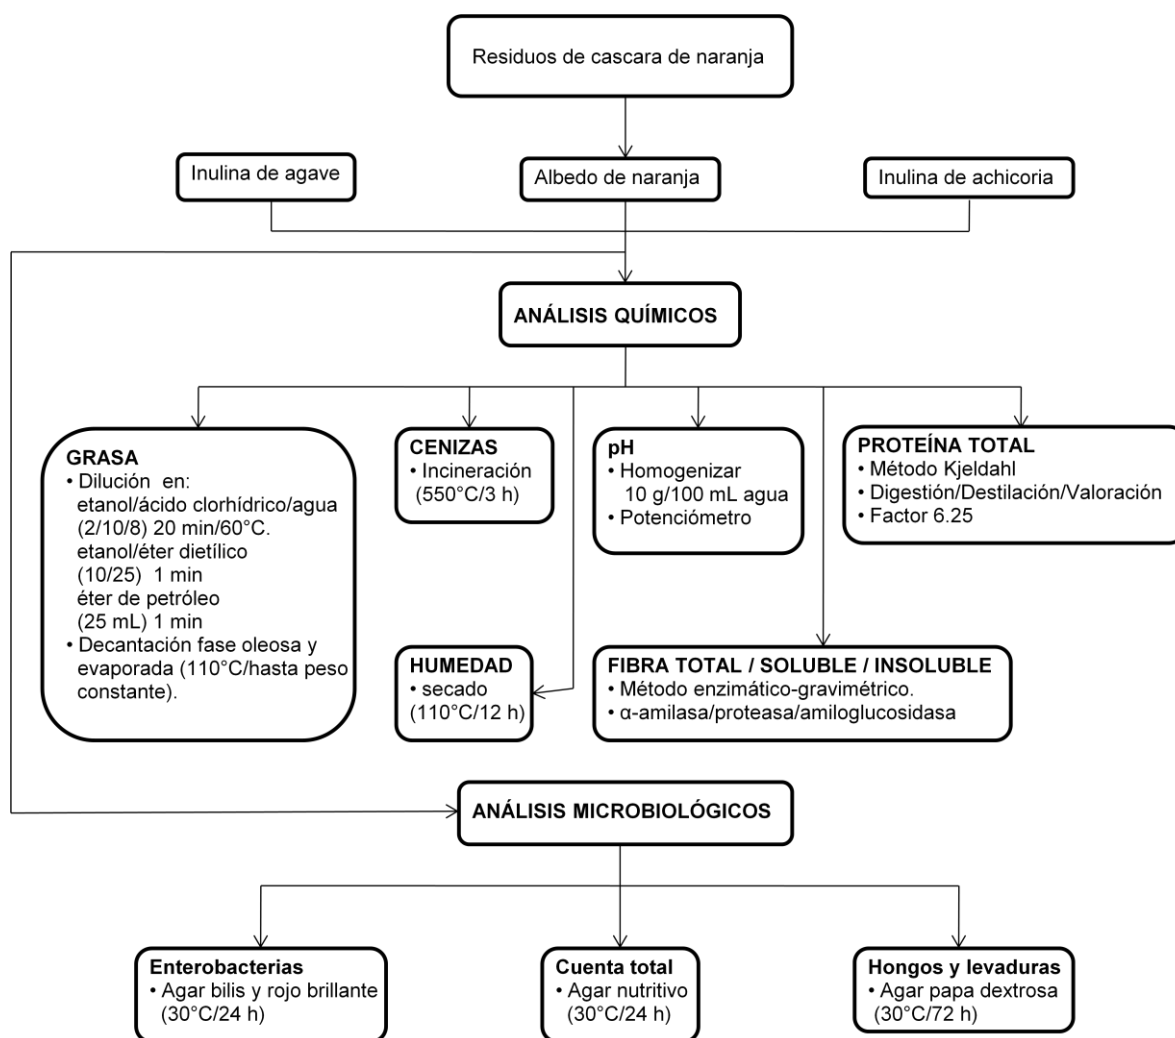 Residuos de cascara de naranja
Inulina de agave
Albedo de naranja
Inulina de achicoria
ANÁLISIS QUÍMICOS
GRASA
• Dilución en:
etanol/ácido clorhídrico/agua
(2/10/8) 20 min/60°C.
etanol/éter dietílico
(10/25) 1 min
éter de petróleo
(25 mL) 1 min
• Decantación fase oleosa y
evaporada (110°C/hasta peso
constante).
CENIZAS
• Incineración
(550°C/3 h)
pH
• Homogenizar
10 g/100 mL agua
• Potenciómetro
PROTEÍNA TOTAL
• Método Kjeldahl
• Digestión/Destilación/Valoración
• Factor 6.25
HUMEDAD
• secado
(110°C/12 h)
FIBRA TOTAL / SOLUBLE / INSOLUBLE
• Método enzimático-gravimétrico.
• α-amilasa/proteasa/amiloglucosidasa
ANÁLISIS MICROBIOLÓGICOS
Enterobacterias
• Agar bilis y rojo brillante
(30°C/24 h)
Cuenta total
• Agar nutritivo
(30°C/24 h)
Hongos y levaduras
• Agar papa dextrosa
(30°C/72 h)